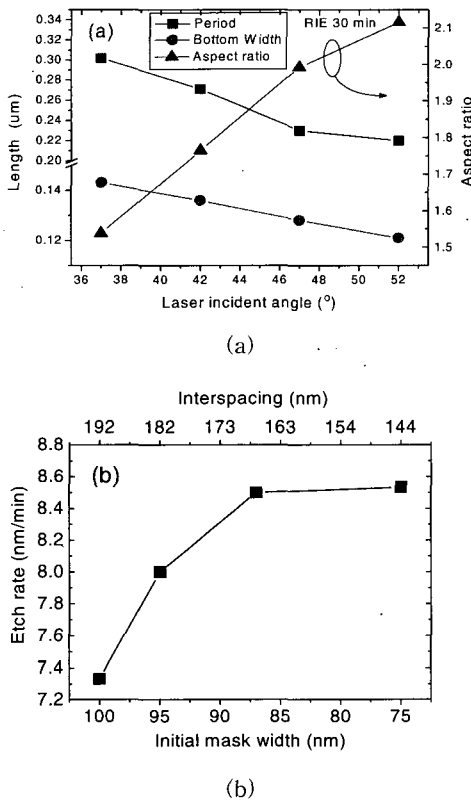 (a)
Period
Bottom Width
Aspect ratio
RIE 30 min
Length (um)
0.34
0.32
0.28
0.26
0.24
0.22
0.20
0.14
0.12
Aspect ratio
2.1
2.0
1.9
1.8
1.7
1.6
1.5
36 38 40 42 44 46 48 50 52
Laser incident angle (°)
(a)
Interspacing (nm)
192 182 173 163 154 144
(b)
Etch rate (nm/min)
8.8
8.6
8.4
8.2
8.0
7.8
7.6
7.4
7.2
100 95 90 85 80 75
Initial mask width (nm)
(b)